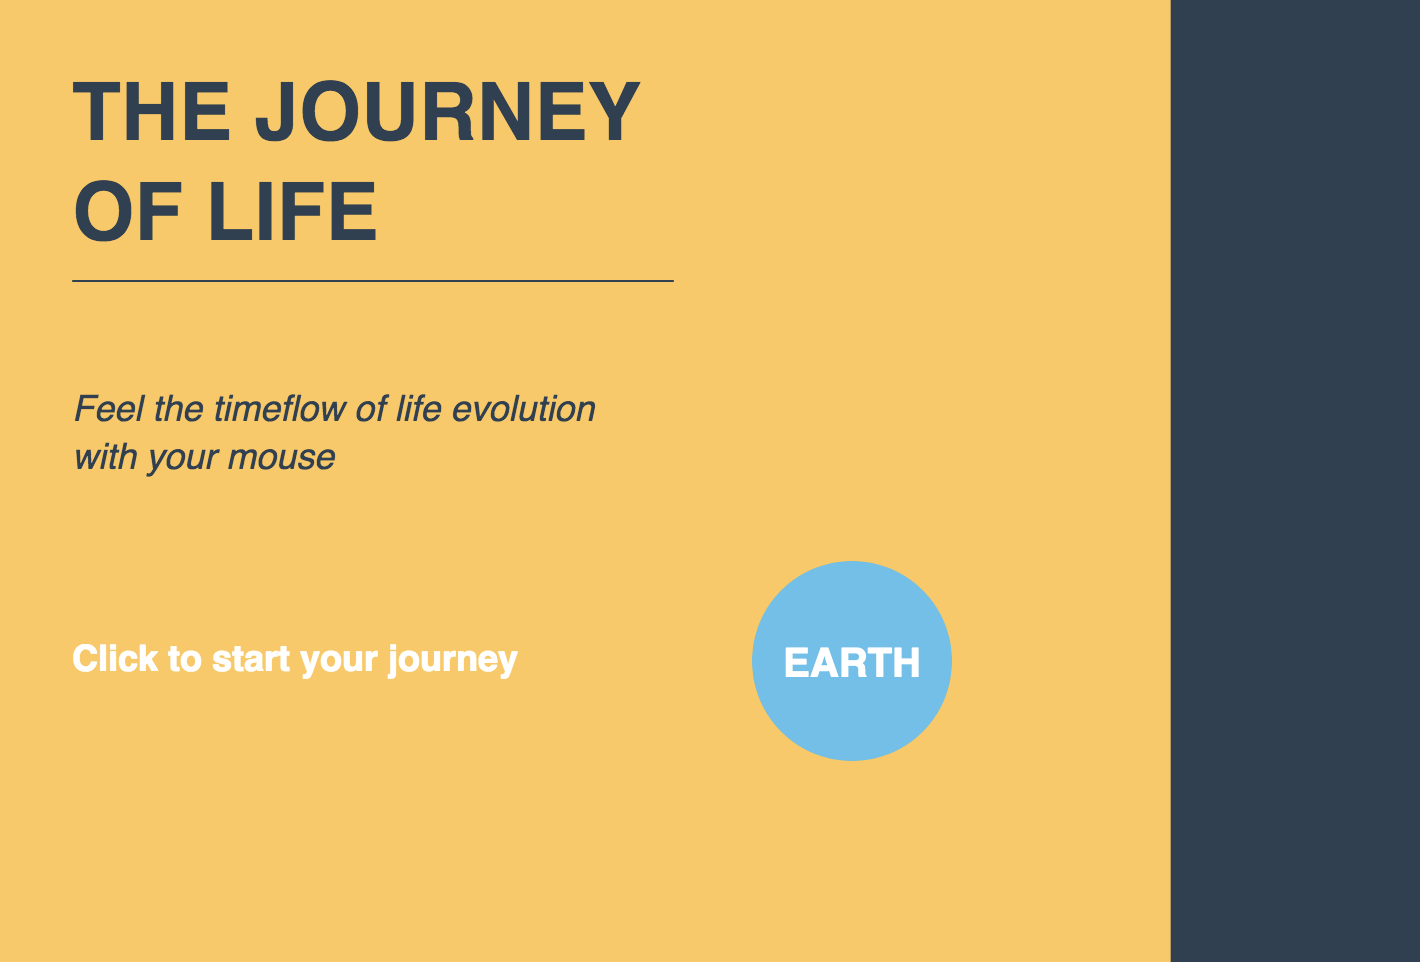 THE JOURNEY
OF LIFE
Feel the timeflow of life evolution
with your mouse
Click to start your journey
EARTH